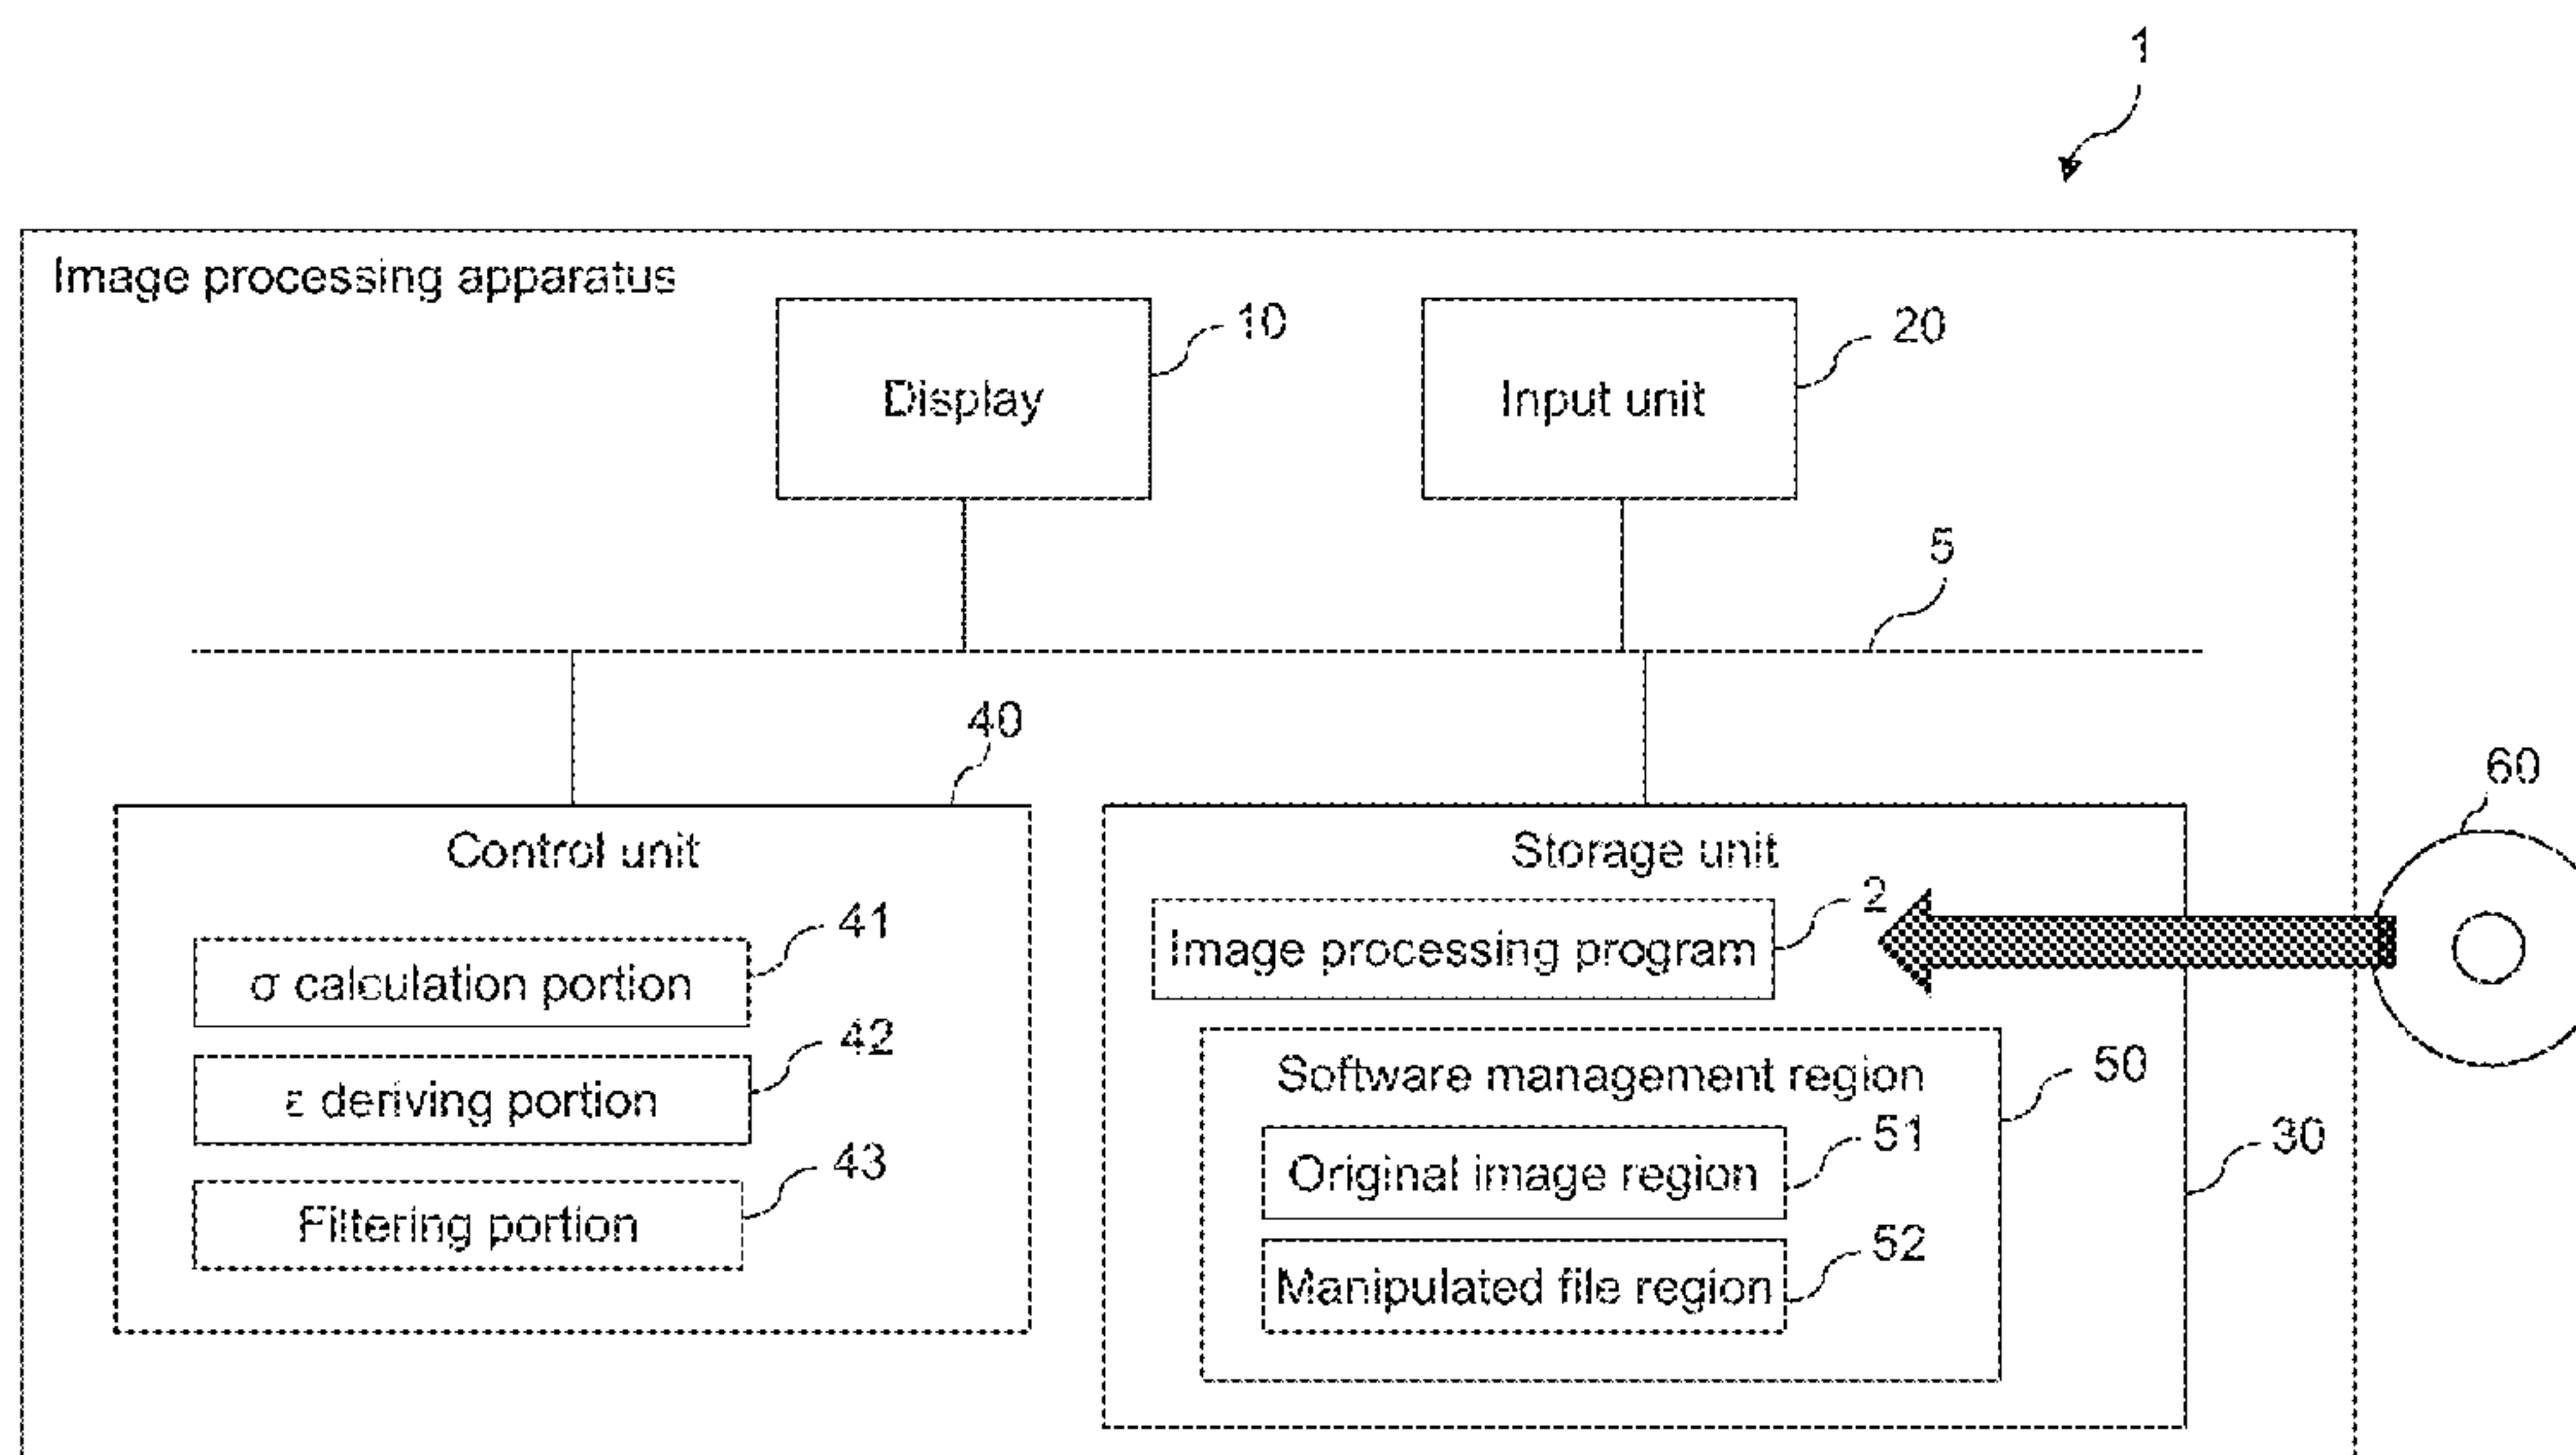 1
Image processing apparatus
10
20
Display
Input unit
5
40
60
Control unit
Storage unit
41
2
σ calculation portion
Image processing program
42
ε deriving portion
Software management region
50
43
51
30
Filtering portion
Original image region
52
Manipulated file region